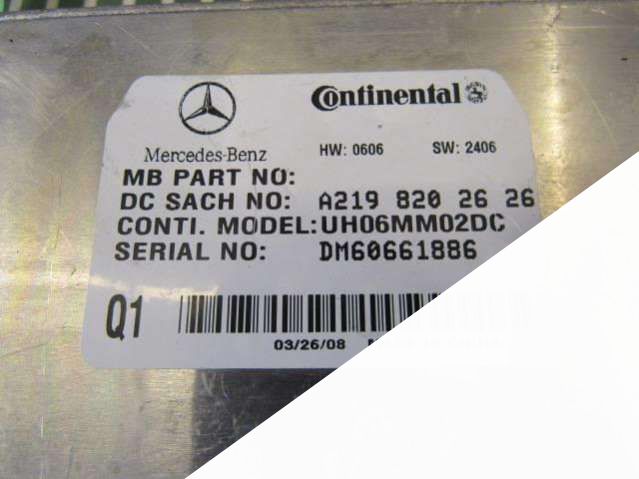 Mercedes-Benz
Continental
HW: 0606 SW: 2406
MB PART NO:
DC SACH NO: A219 820 26 26
CONTI. MODEL:UH06MM02DC
SERIAL NO: DM60661886
Q1
03/26/08